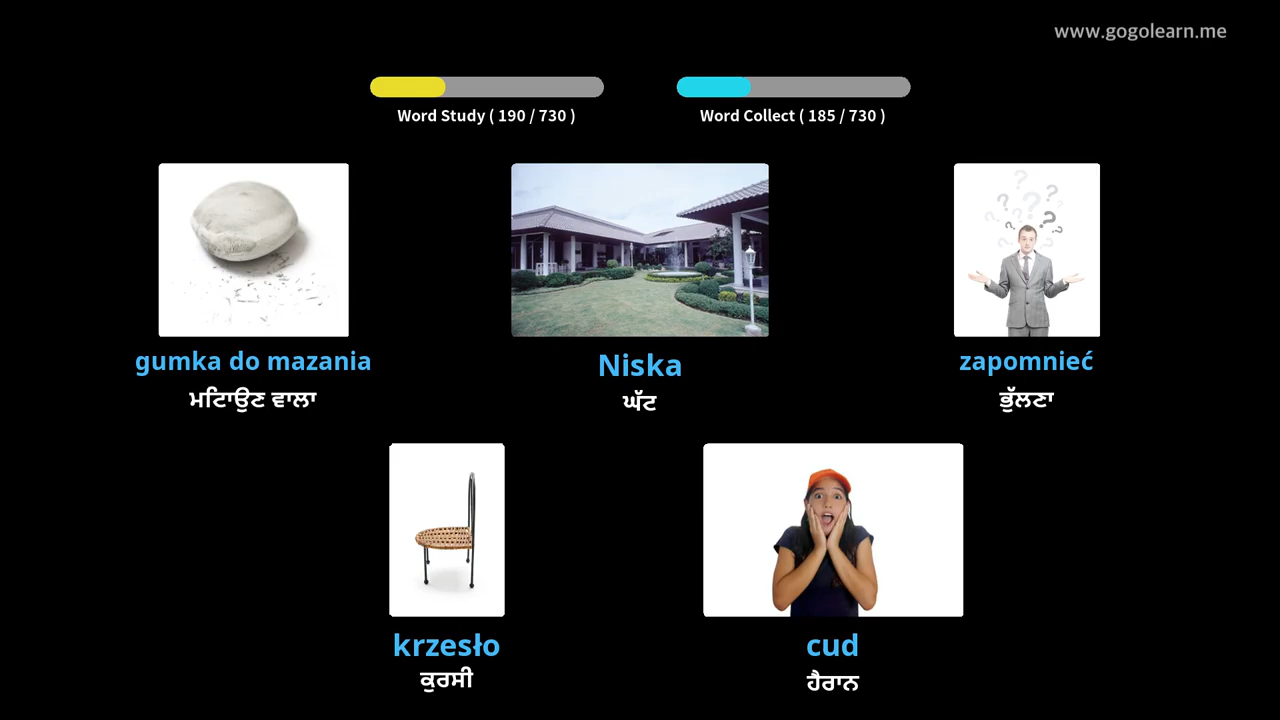 www.gogolearn.me
Word Study ( 190 / 730 )
Word Collect ( 185 / 730 )
gumka do mazania
ਮਟਿਾਉਣ ਵਾਲਾ
Niska
ਘੱਟ
zapomnieć
ਭੁੱਲਣਾ
krzesło
ਕੁਰਸੀ
cud
ਹੈਰਾਨ